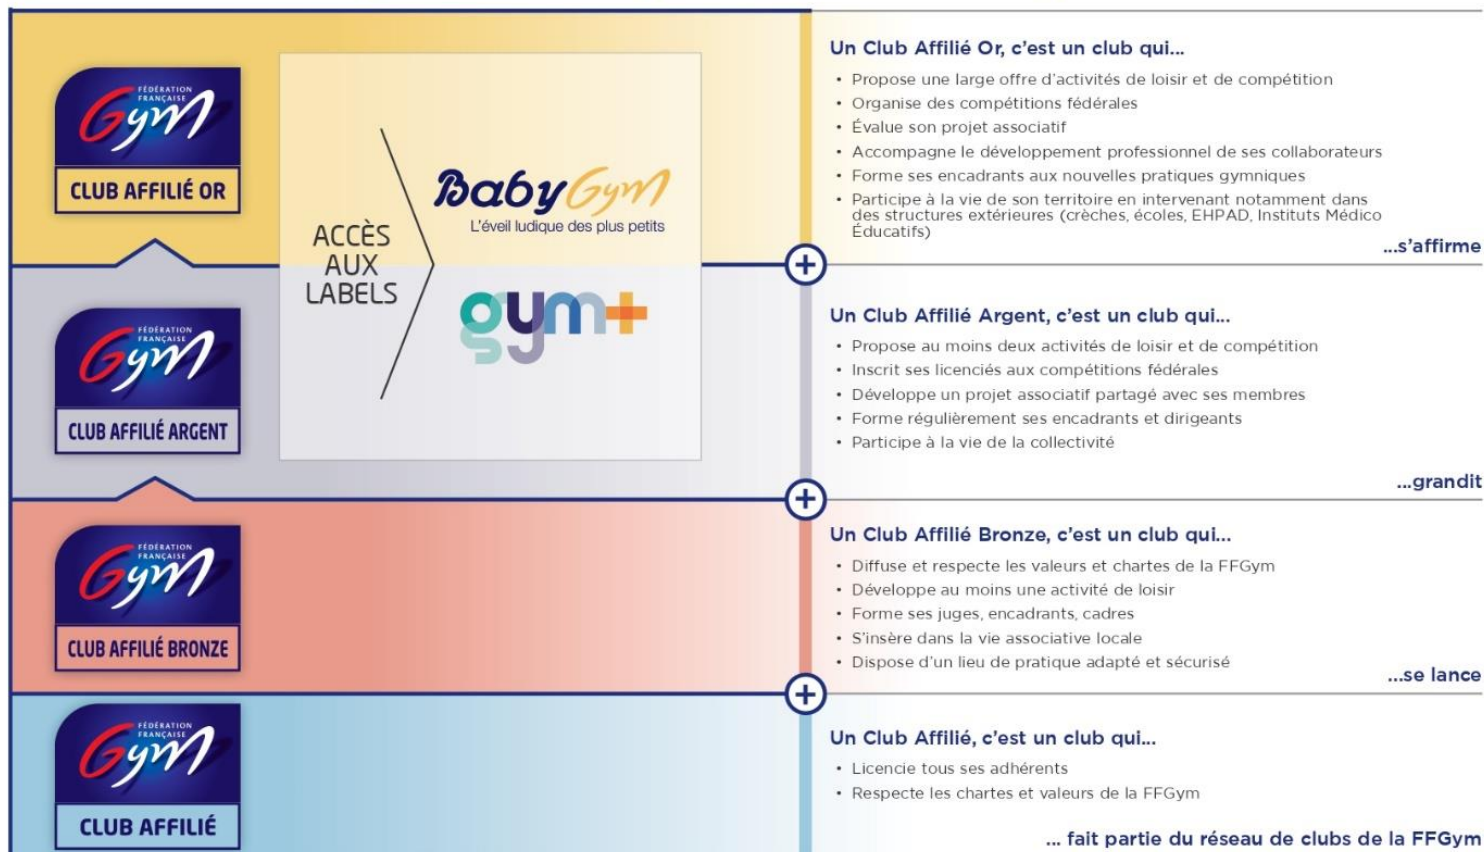 FÉDÉRATION
FRANÇAISE
Gym
CLUB AFFILIÉ OR
ACCÈS
AUX
LABELS
BabyGym
L'éveil ludique des plus petits
gym+
Un Club Affilié Or, c'est un club qui...
• Propose une large offre d'activités de loisir et de compétition
• Organise des compétitions fédérales
• Évalue son projet associatif
• Accompagne le développement professionnel de ses collaborateurs
• Forme ses encadrants aux nouvelles pratiques gymniques
• Participe à la vie de son territoire en intervenant notamment dans
des structures extérieures (crèches, écoles, EHPAD, Instituts Médico
Éducatifs)
...s'affirme
FÉDÉRATION
FRANÇAISE
Gym
CLUB AFFILIÉ ARGENT
Un Club Affilié Argent, c'est un club qui...
• Propose au moins deux activités de loisir et de compétition
• Inscrit ses licenciés aux compétitions fédérales
• Développe un projet associatif partagé avec ses membres
• Forme régulièrement ses encadrants et dirigeants
• Participe à la vie de la collectivité
...grandit
FÉDÉRATION
FRANÇAISE
Gym
CLUB AFFILIÉ BRONZE
Un Club Affilié Bronze, c'est un club qui...
• Diffuse et respecte les valeurs et chartes de la FFGym
• Développe au moins une activité de loisir
• Forme ses juges, encadrants, cadres
• S'insère dans la vie associative locale
• Dispose d'un lieu de pratique adapté et sécurisé
...se lance
FÉDÉRATION
FRANÇAISE
Gym
CLUB AFFILIÉ
Un Club Affilié, c'est un club qui...
• Licencie tous ses adhérents
• Respecte les chartes et valeurs de la FFGym
... fait partie du réseau de clubs de la FFGym